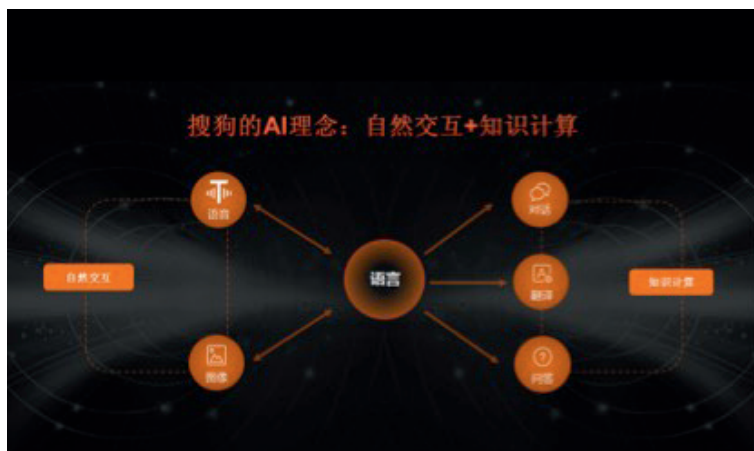 搜狗的AI理念：自然交互+知识计算
语音
对话
自然交互
语言
翻译
知识计算
图像
问答